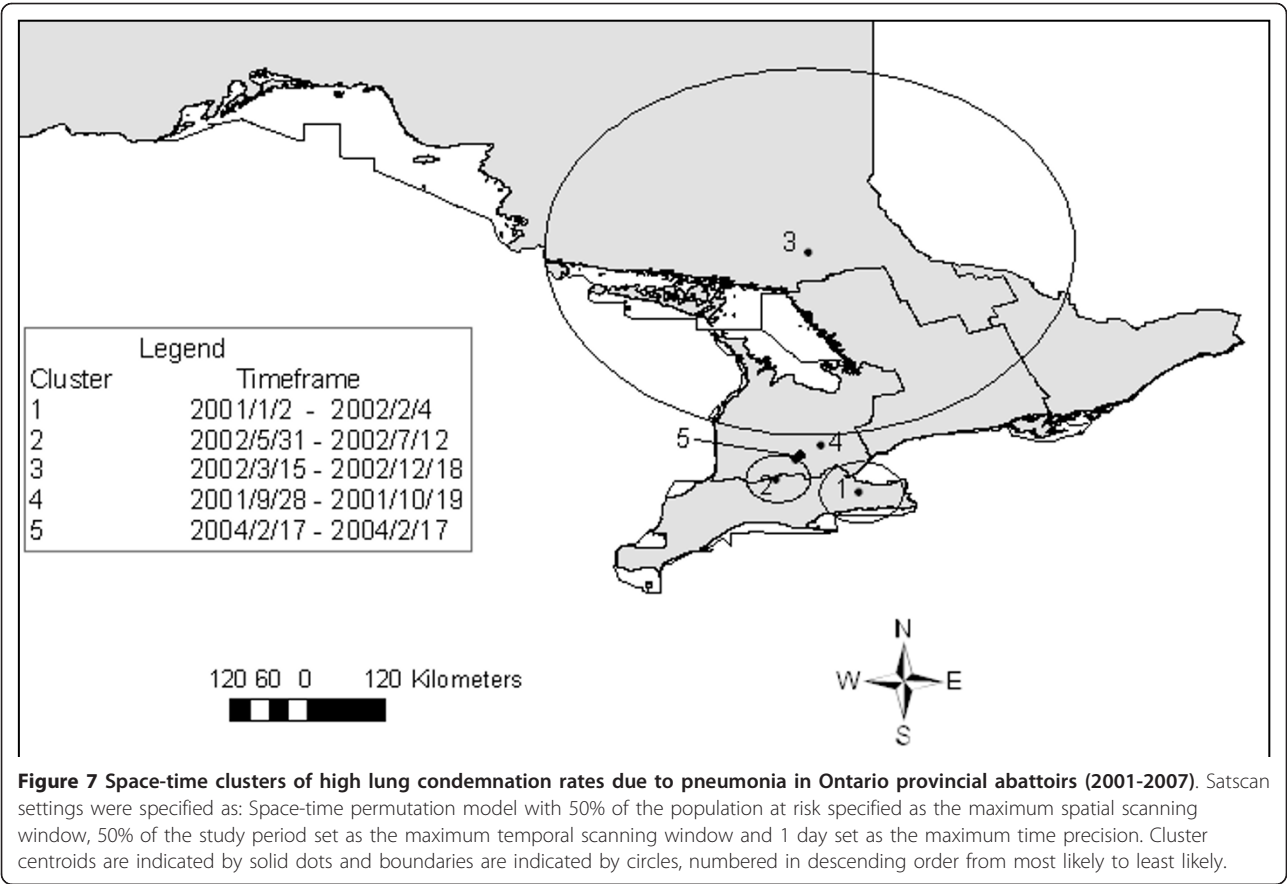 3
4
5
2
1
Legend
Cluster Timeframe
1 2001/1/2 - 2002/2/4
2 2002/5/31 - 2002/7/12
3 2002/3/15 - 2002/12/18
4 2001/9/28 - 2001/10/19
5 2004/2/17 - 2004/2/17
N
W E
S
120 60 0 120 Kilometers
Figure 7 Space-time clusters of high lung condemnation rates due to pneumonia in Ontario provincial abattoirs (2001-2007). Satscan
settings were specified as: Space-time permutation model with 50% of the population at risk specified as the maximum spatial scanning
window, 50% of the study period set as the maximum temporal scanning window and 1 day set as the maximum time precision. Cluster
centroids are indicated by solid dots and boundaries are indicated by circles, numbered in descending order from most likely to least likely.